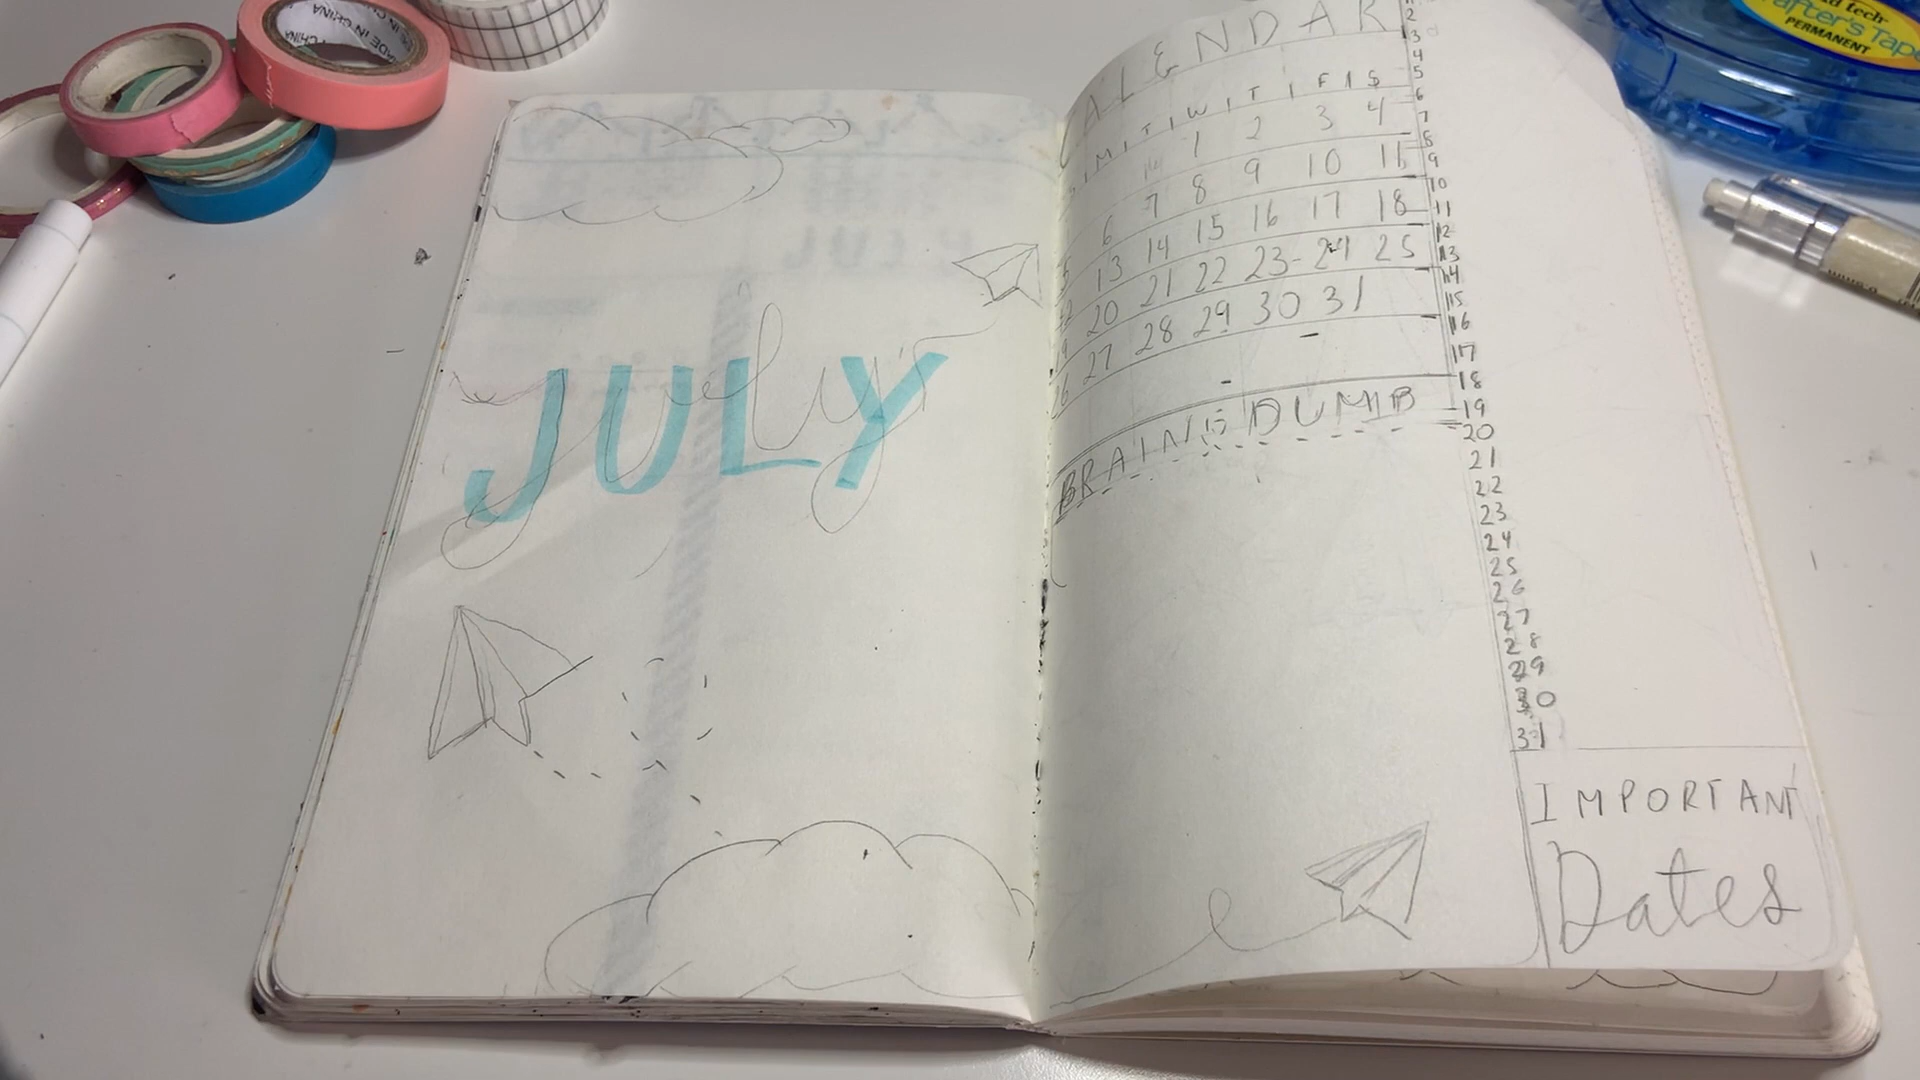 MADE IN CHINA
JULY
July
CALENDAR
M T W T F S
1 2 3 4
6 7 8 9 10 11
13 14 15 16 17 18
20 21 22 23 24 25
26 27 28 29 30 31
BRAIN DUMB
1
2
3
4
5
6
7
8
9
10
11
12
13
14
15
16
17
18
19
20
21
22
23
24
25
26
27
28
29
30
31
IMPORTANT
Dates
PERMANENT